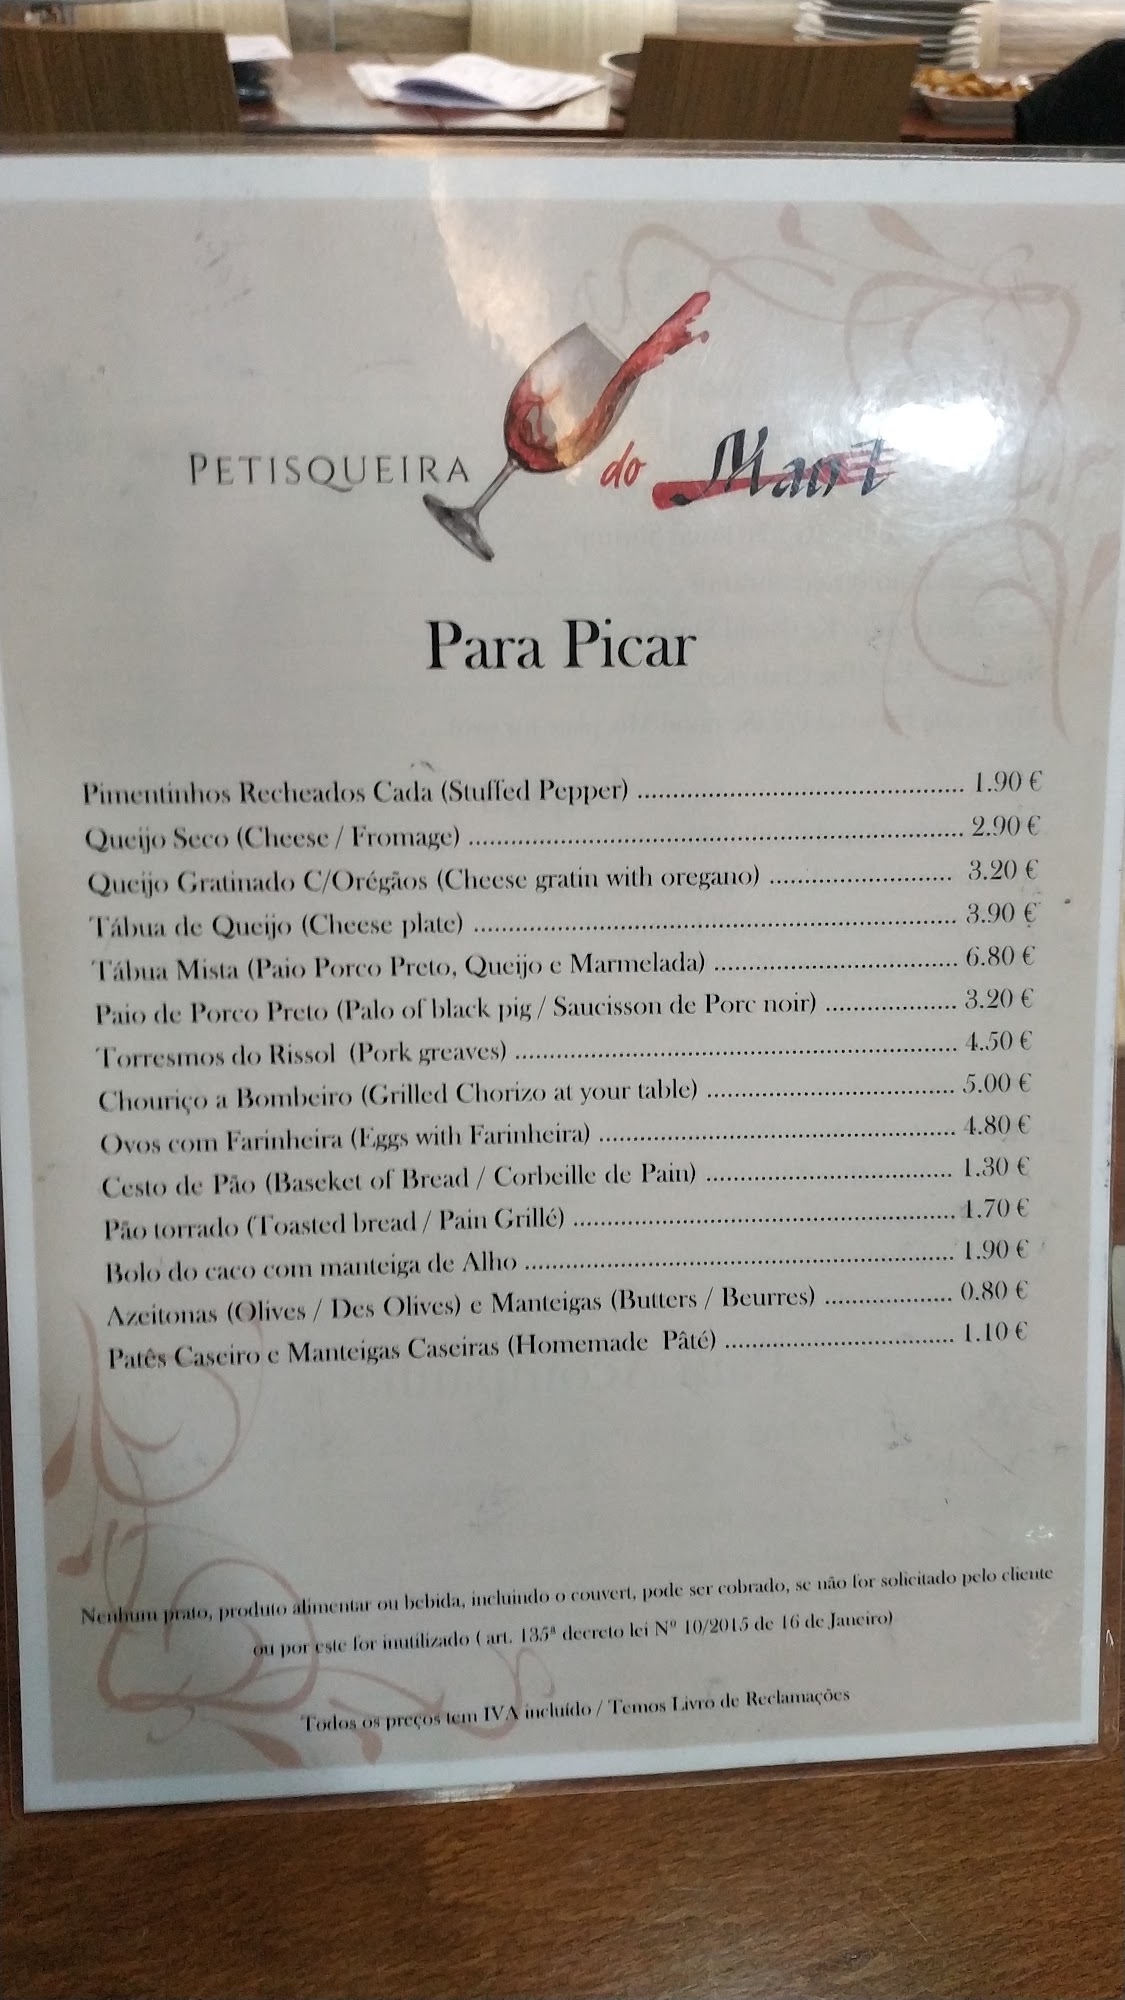 PETISQUEIRA do
Para Picar
Pimentinhos Recheados Cada (Stuffed Pepper) ........ 1.90 €
Queijo Seco (Cheese / Fromage) ........ 2.90 €
Queijo Gratinado C/Orégãos (Cheese gratin with oregano) ........ 3.20 €
Tábua de Queijo (Cheese plate) ........ 3.90 €
Tábua Mista (Paio Porco Preto, Queijo e Marmelada) ........ 6.80 €
Paio de Porco Preto (Palo of black pig / Saucisson de Porc noir) ........ 3.20 €
Torresmos do Rissol (Pork greaves) ........ 4.50 €
Chouriço a Bombeiro (Grilled Chorizo at your table) ........ 5.00 €
Ovos com Farinheira (Eggs with Farinheira) ........ 4.80 €
Cesto de Pão (Baseket of Bread / Corbeille de Pain) ........ 1.30 €
Pão torrado (Toasted bread / Pain Grillé) ........ 1.70 €
Bolo do caco com manteiga de Alho ........ 1.90 €
Azeitonas (Olives / Des Olives) e Manteigas (Butters / Beurres) ........ 0.80 €
Patês Caseiro e Manteigas Caseiras (Homemade Pâté) ........ 1.10 €
Nenhum prato, produto alimentar ou bebida, incluindo o couvert, pode ser cobrado, se não for solicitado pelo cliente
ou por este for inutilizado ( art. 135ª decreto lei Nº 10/2015 de 16 de Janeiro)
Todos os preços tem IVA incluído / Temos Livro de Reclamações